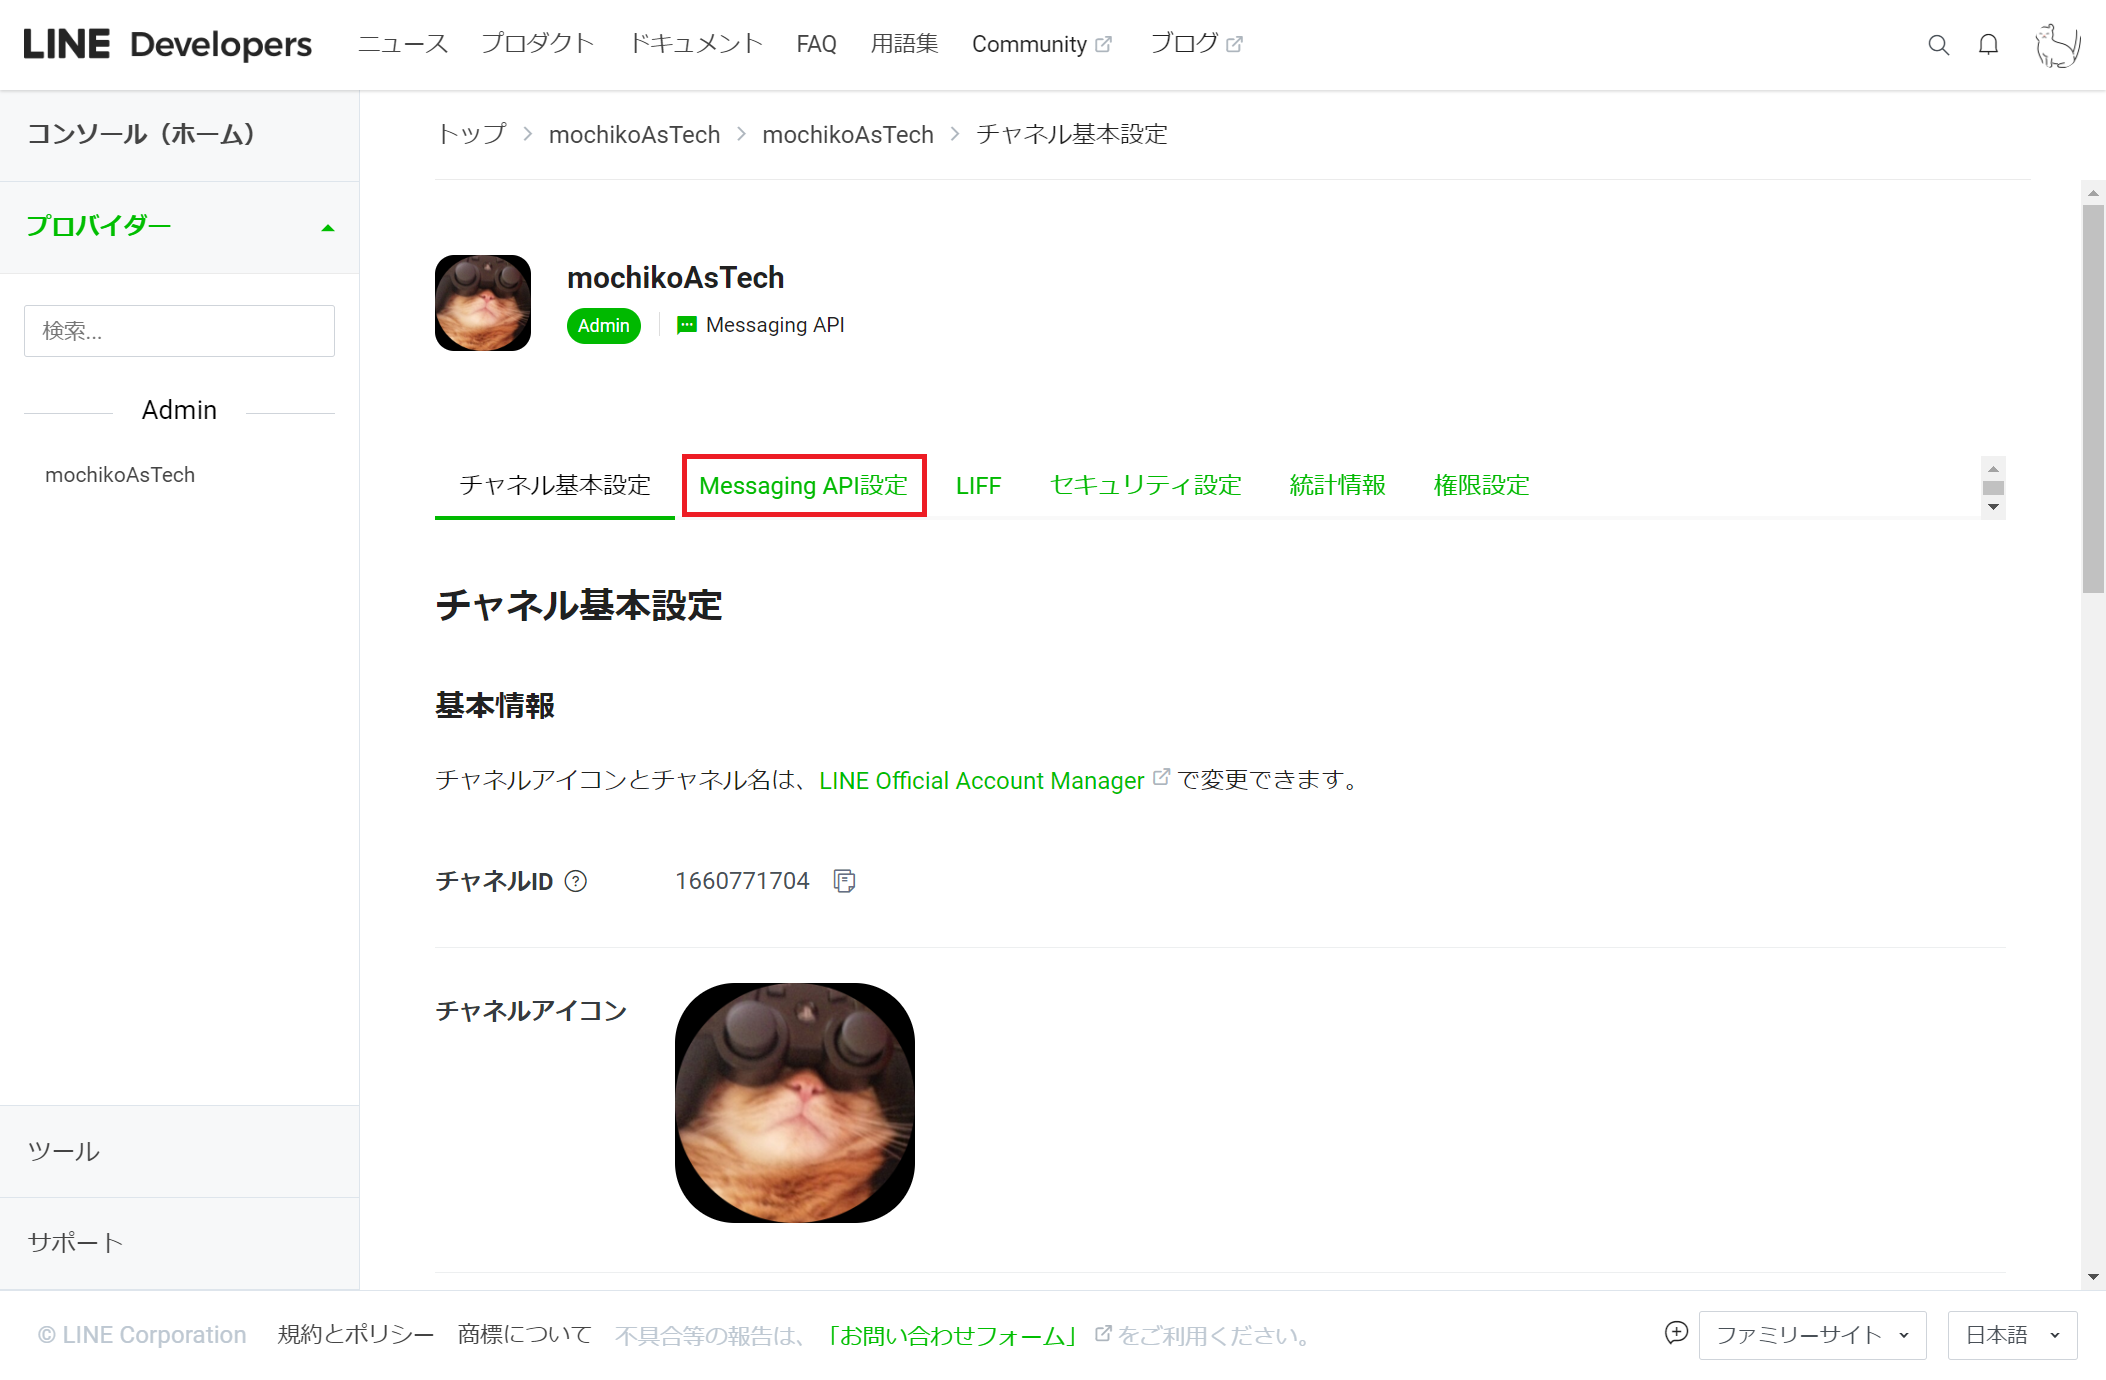 LINE Developers ニュース プロダクト ドキュメント FAQ 用語集 Community ブログ
コンソール（ホーム）
プロバイダー
検索...
Admin
mochikoAsTech
ツール
サポート
トップ > mochikoAsTech > mochikoAsTech > チャネル基本設定
mochikoAsTech
Admin Messaging API
チャネル基本設定 Messaging API設定 LIFF セキュリティ設定 統計情報 権限設定
チャネル基本設定
基本情報
チャネルアイコンとチャネル名は、LINE Official Account Manager で変更できます。
チャネルID ? 1660771704
チャネルアイコン
© LINE Corporation 規約とポリシー 商標について 不具合等の報告は、「お問い合わせフォーム」 をご利用ください。 ファミリーサイト 日本語